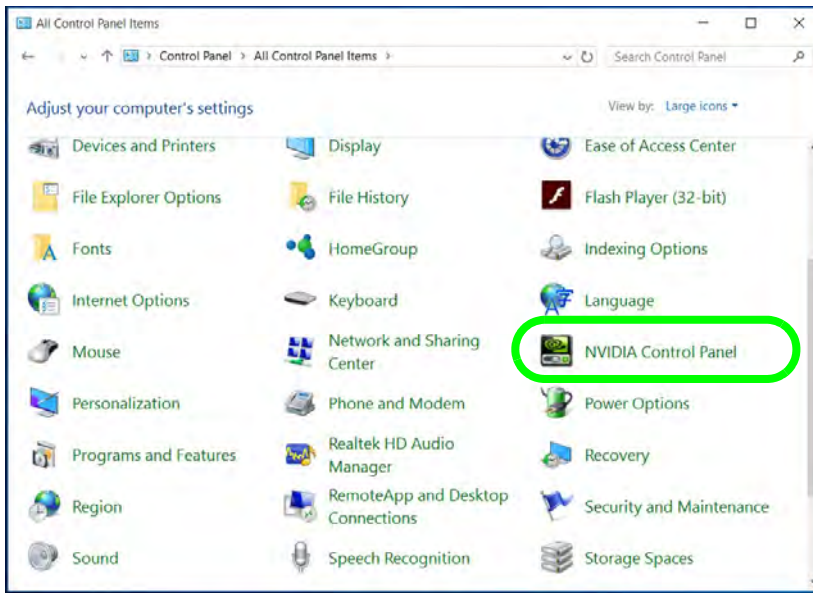 All Control Panel Items
Control Panel > All Control Panel Items >
Search Control Panel
Adjust your computer's settings
View by: Large icons
Devices and Printers
Display
Ease of Access Center
File Explorer Options
File History
Flash Player (32-bit)
Fonts
HomeGroup
Indexing Options
Internet Options
Keyboard
Language
Mouse
Network and Sharing
Center
NVIDIA Control Panel
Personalization
Phone and Modem
Power Options
Programs and Features
Realtek HD Audio
Manager
Recovery
Region
RemoteApp and Desktop
Connections
Security and Maintenance
Sound
Speech Recognition
Storage Spaces